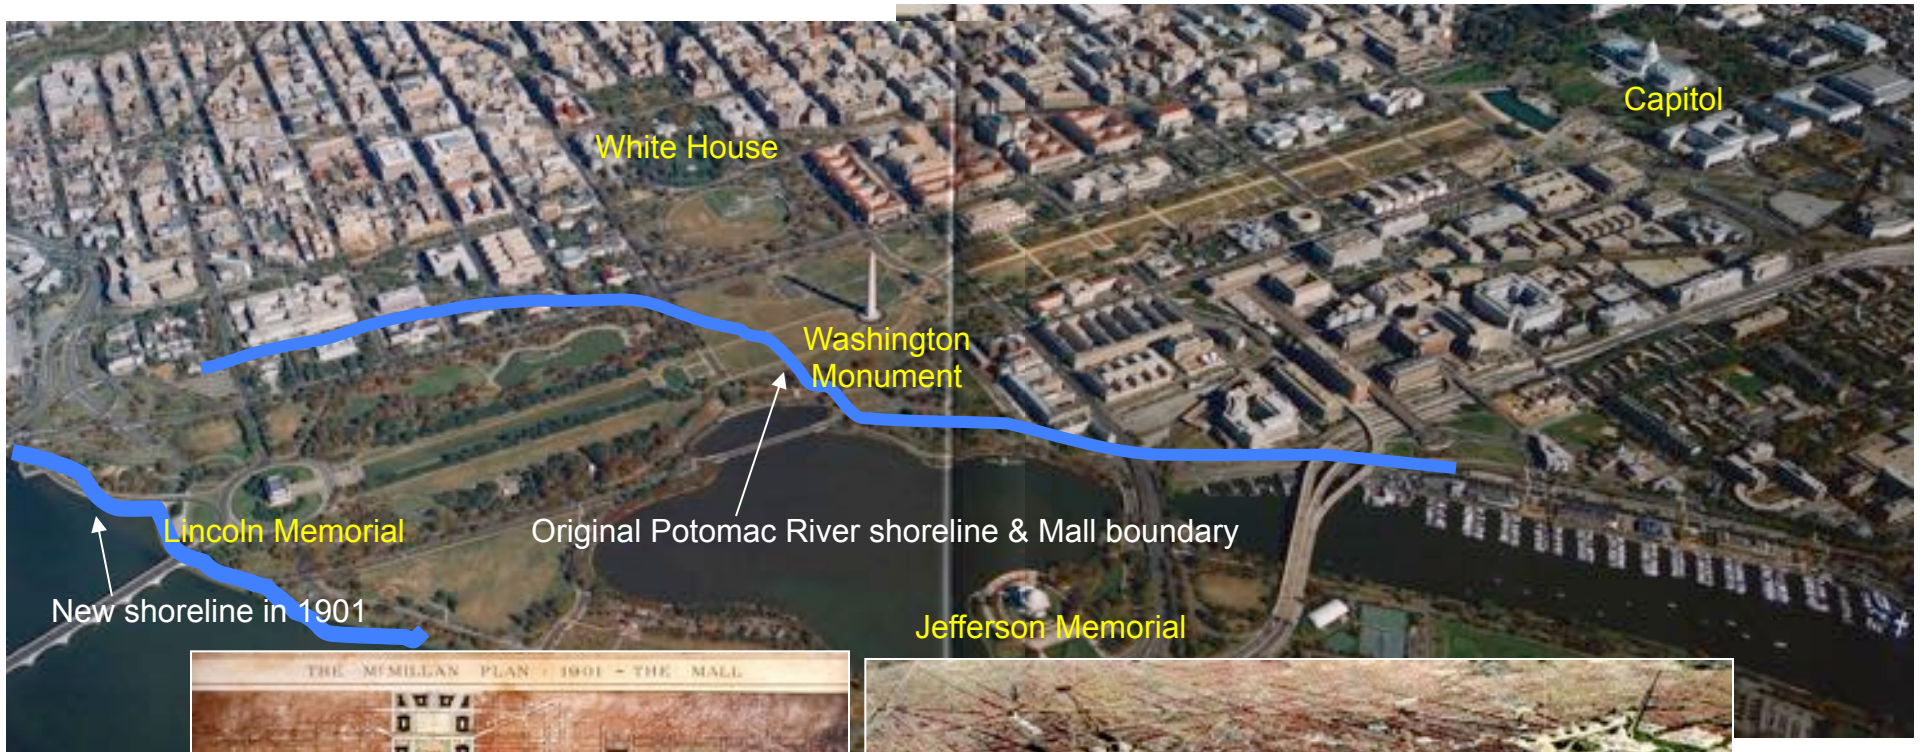 Capitol
White House
Washington
Monument
Lincoln Memorial
Original Potomac River shoreline & Mall boundary
New shoreline in 1901
Jefferson Memorial
THE McMILLAN PLAN : 1901 - THE MALL